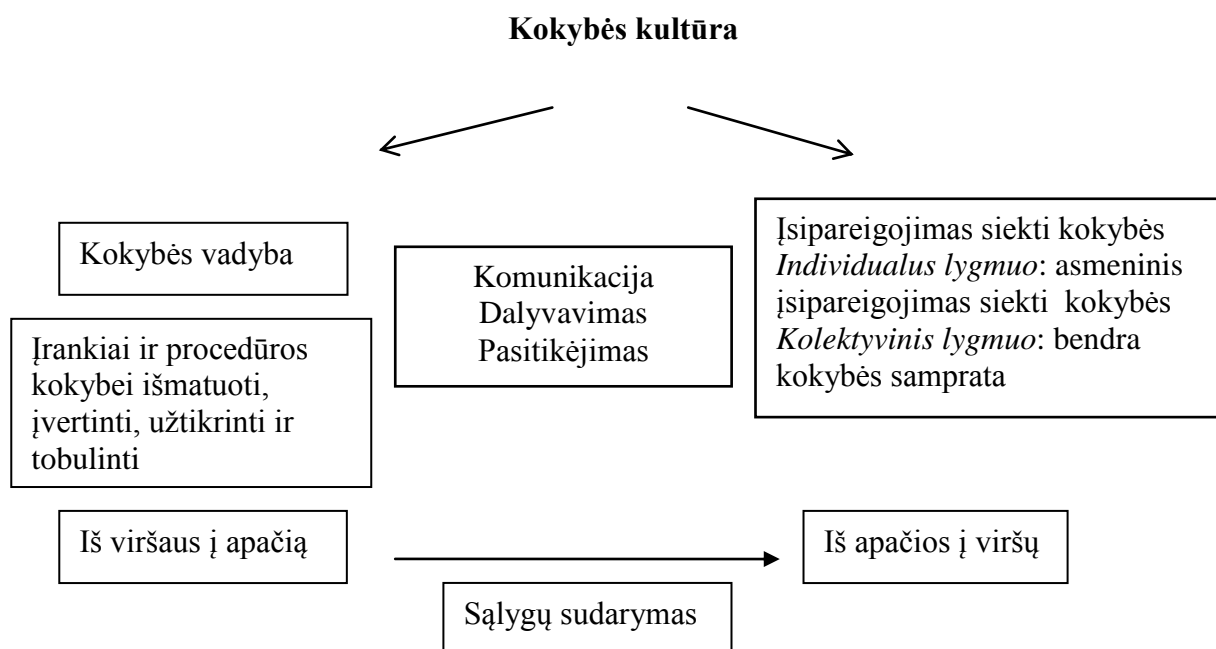 Kokybės kultūra
Kokybės vadyba
Įrankiai ir procedūros
kokybei išmatuoti,
įvertinti, užtikrinti ir
tobulinti
Komunikacija
Dalyvavimas
Pasitikėjimas
Įsipareigojimas siekti kokybės
Individualus lygmuo: asmeninis
įsipareigojimas siekti kokybės
Kolektyvinis lygmuo: bendra
kokybės samprata
Iš viršaus į apačią
Iš apačios į viršų
Sąlygų sudarymas